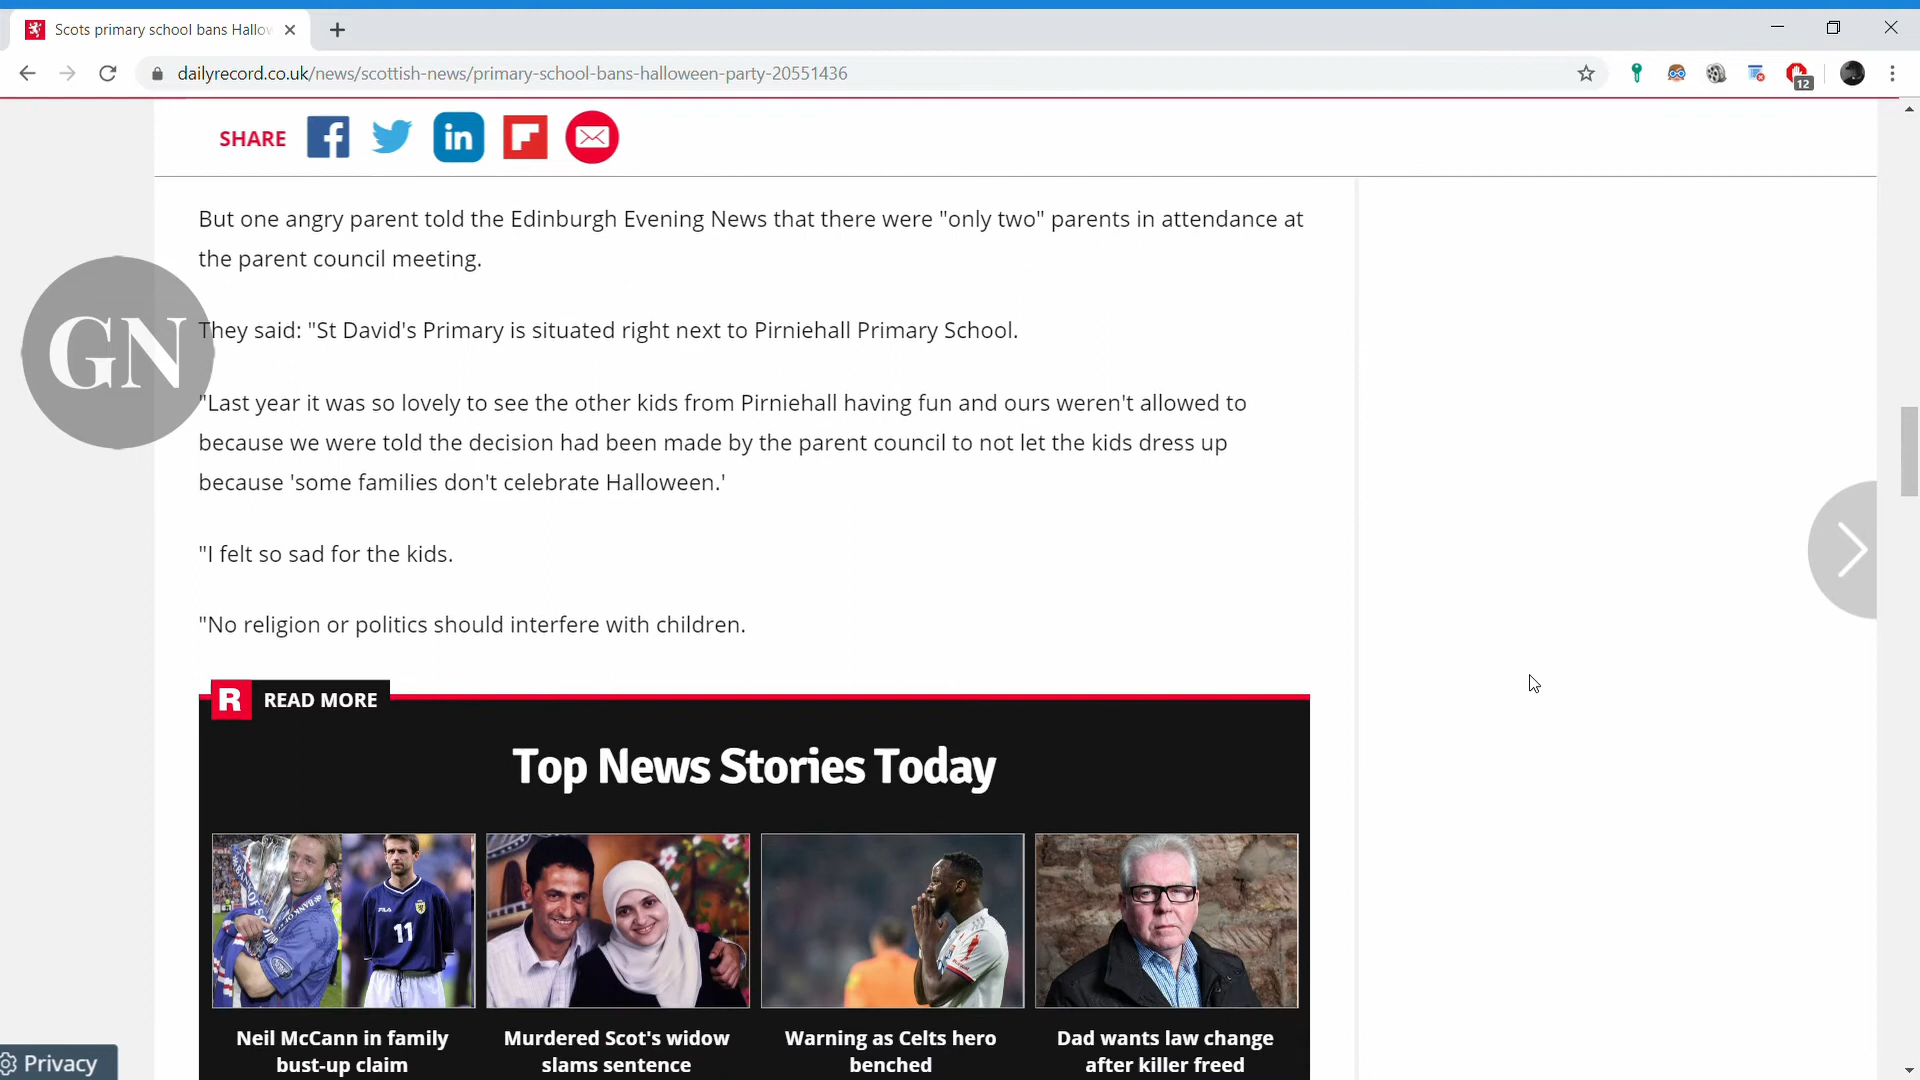 Scots primary school bans Hallo
dailyrecord.co.uk/news/scottish-news/primary-school-bans-halloween-party-20551436
12
SHARE
in
But one angry parent told the Edinburgh Evening News that there were "only two" parents in attendance at
the parent council meeting.
GN
They said: "St David's Primary is situated right next to Pirniehall Primary School.
"Last year it was so lovely to see the other kids from Pirniehall having fun and ours weren't allowed to
because we were told the decision had been made by the parent council to not let the kids dress up
because 'some families don't celebrate Halloween.'
"I felt so sad for the kids.
"No religion or politics should interfere with children.
R READ MORE
Top News Stories Today
11
Neil McCann in family
bust-up claim
Murdered Scot's widow
slams sentence
Warning as Celts hero
benched
Dad wants law change
after killer freed
Privacy